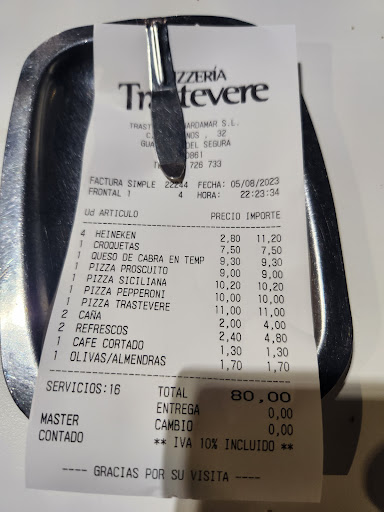 PIZZERÍA
Trastevere
TRAST ARDAMAR S.L.
C. NOS , 32
GUA DEL SEGURA
0861
726 733
FACTURA SIMPLE 22244 FECHA: 05/08/2023
FRONTAL 1 4 HORA: 22:23:34
Ud ARTICULO PRECIO IMPORTE
4 HEINEKEN 2,80 11,20
1 CROQUETAS 7,50 7,50
1 QUESO DE CABRA EN TEMP 9,30 9,30
1 PIZZA PROSCUITO 9,00 9,00
1 PIZZA SICILIANA 10,20 10,20
1 PIZZA PEPPERONI 10,00 10,00
1 PIZZA TRASTEVERE 11,00 11,00
2 CAÑA 2,00 4,00
2 REFRESCOS 2,40 4,80
1 CAFE CORTADO 1,30 1,30
1 OLIVAS/ALMENDRAS 1,70 1,70
SERVICIOS:16 TOTAL 80,00
ENTREGA 0,00
MASTER CAMBIO 0,00
CONTADO ** IVA 10% INCLUIDO **
---- GRACIAS POR SU VISITA ----